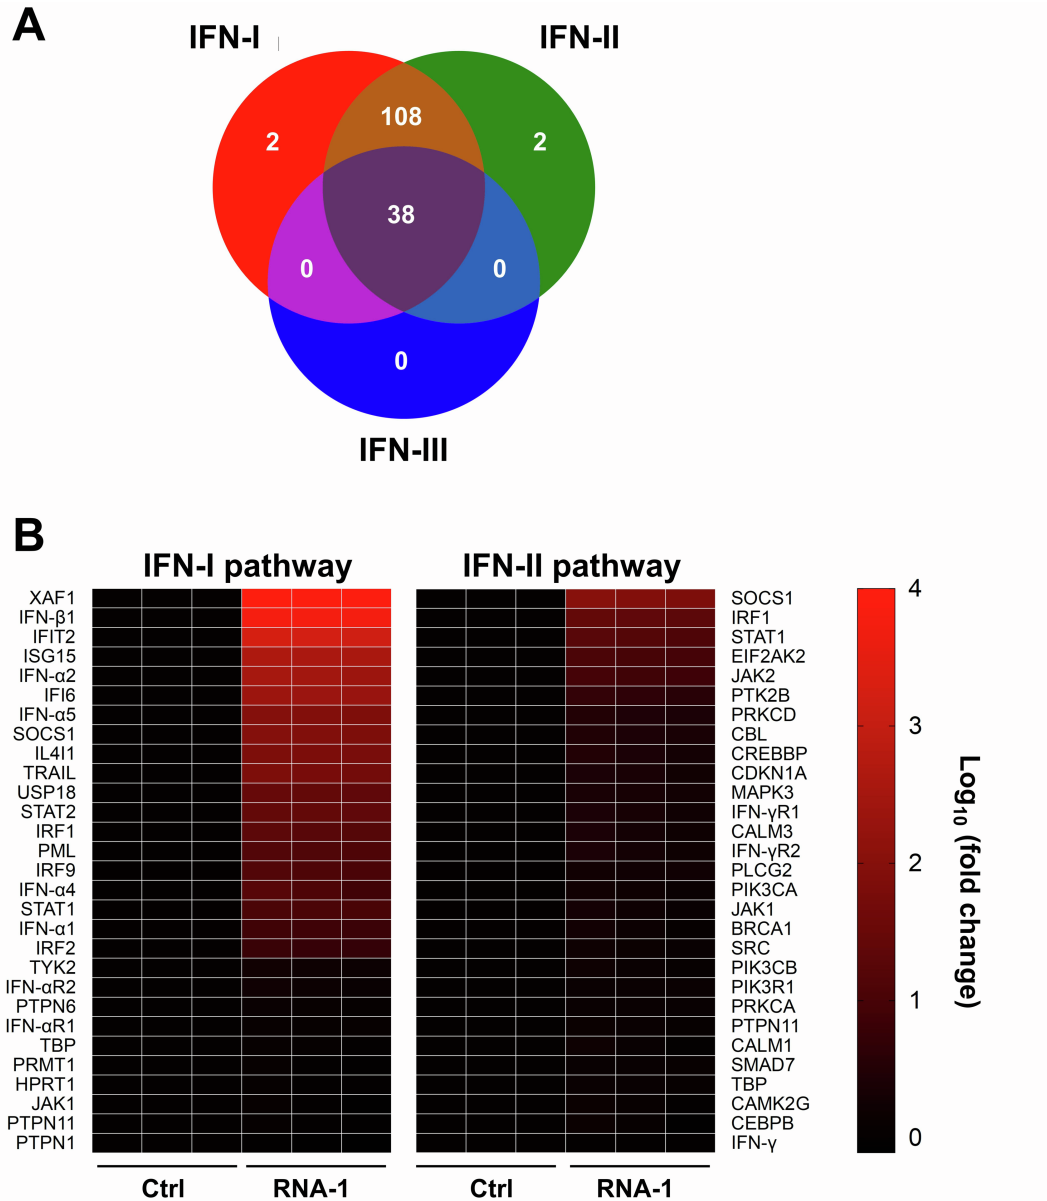 A
IFN-I
IFN-II
108
2
2
38
0
0
0
IFN-III
B
IFN-I pathway
IFN-II pathway
XAF1
IFN-β1
IFIT2
ISG15
IFN-α2
IFI6
IFN-α5
SOCS1
IL4I1
TRAIL
USP18
STAT2
IRF1
PML
IRF9
IFN-α4
STAT1
IFN-α1
IRF2
TYK2
IFN-αR2
PTPN6
IFN-αR1
TBP
PRMT1
HPRT1
JAK1
PTPN11
PTPN1
SOCS1
IRF1
STAT1
EIF2AK2
JAK2
PTK2B
PRKCD
CBL
CREBBP
CDKN1A
MAPK3
IFN-γR1
CALM3
IFN-γR2
PLCG2
PIK3CA
JAK1
BRCA1
SRC
PIK3CB
PIK3R1
PRKCA
PTPN11
CALM1
SMAD7
TBP
CAMK2G
CEBPB
IFN-γ
4
3
2
1
0
Log10 (fold change)
Ctrl
RNA-1
Ctrl
RNA-1